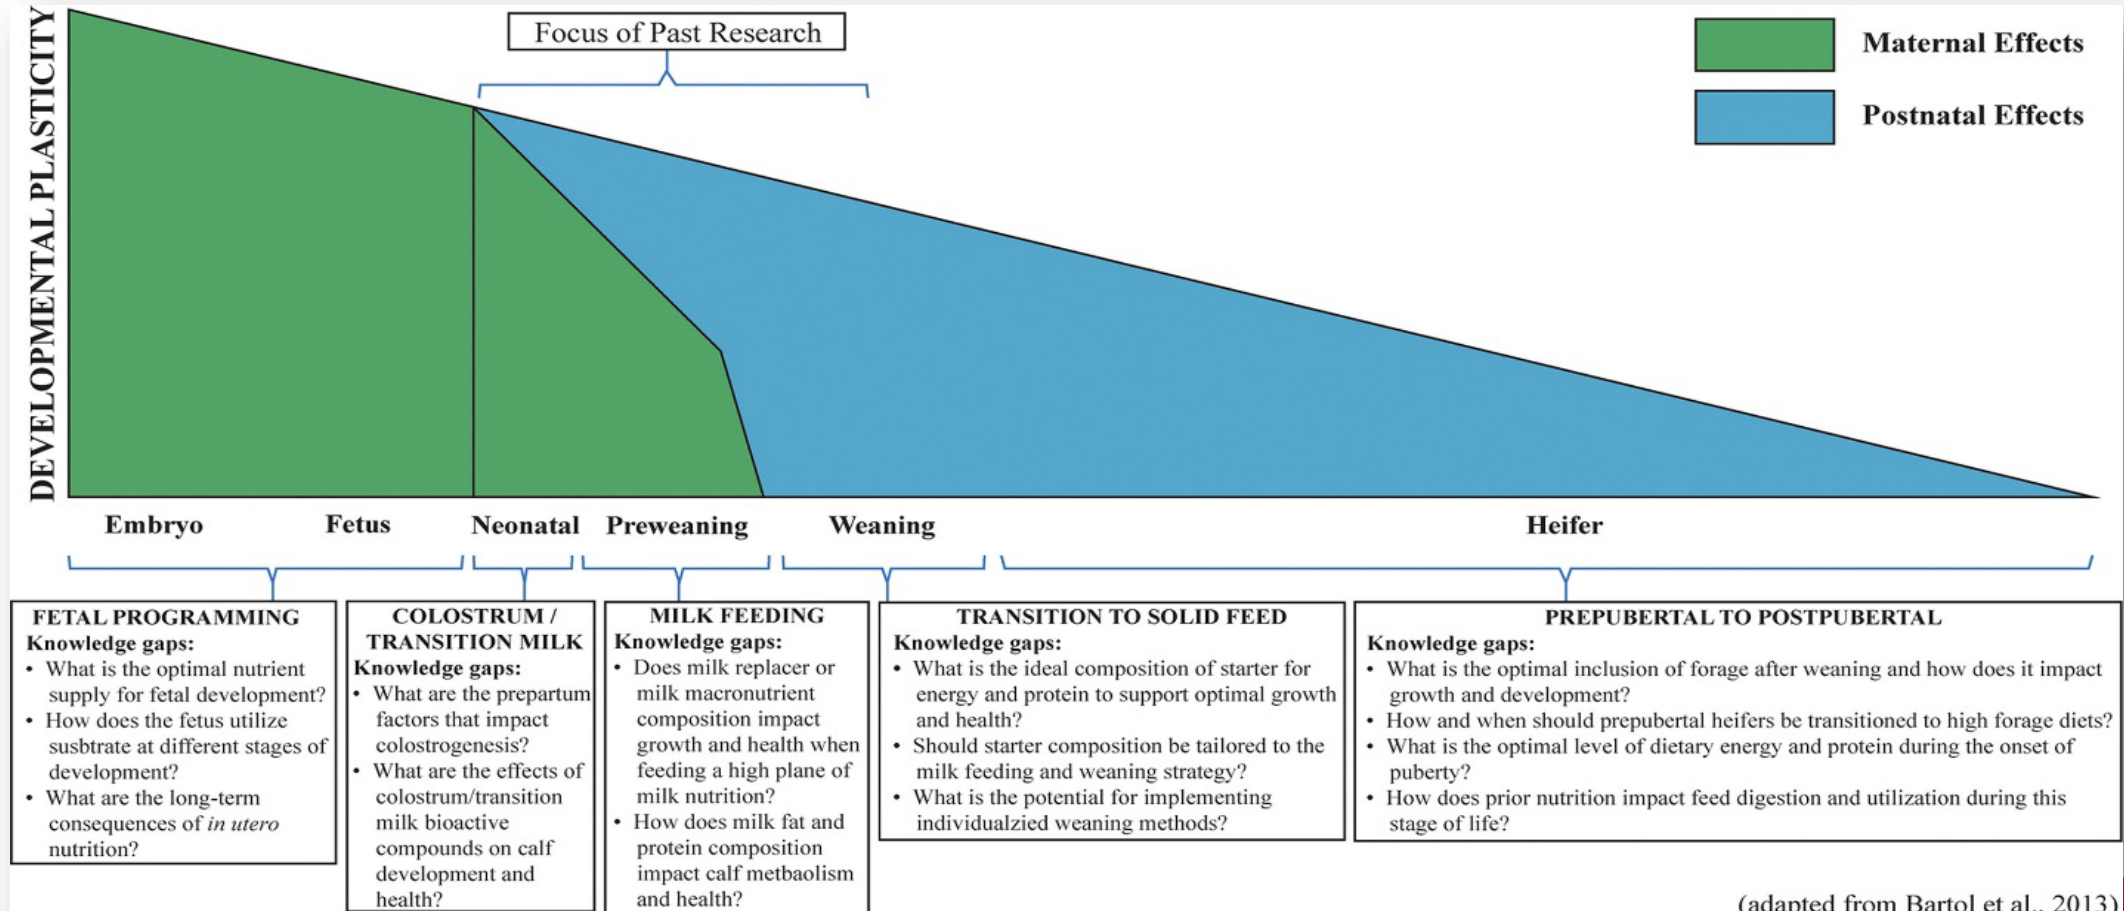 DEVELOPMENTAL PLASTICITY
Focus of Past Research
Maternal Effects
Postnatal Effects
Embryo
Fetus
Neonatal
Preweaning
Weaning
Heifer
FETAL PROGRAMMING
Knowledge gaps:
• What is the optimal nutrient
supply for fetal development?
• How does the fetus utilize
susbtrate at different stages of
development?
• What are the long-term
consequences of in utero
nutrition?
COLOSTRUM /
TRANSITION MILK
Knowledge gaps:
• What are the prepartum
factors that impact
colostrogenesis?
• What are the effects of
colostrum/transition
milk bioactive
compounds on calf
development and
health?
MILK FEEDING
Knowledge gaps:
• Does milk replacer or
milk macronutrient
composition impact
growth and health when
feeding a high plane of
milk nutrition?
• How does milk fat and
protein composition
impact calf metbaolism
and health?
TRANSITION TO SOLID FEED
Knowledge gaps:
• What is the ideal composition of starter for
energy and protein to support optimal growth
and health?
• Should starter composition be tailored to the
milk feeding and weaning strategy?
• What is the potential for implementing
individualzied weaning methods?
PREPUBERTAL TO POSTPUBERTAL
Knowledge gaps:
• What is the optimal inclusion of forage after weaning and how does it impact
growth and development?
• How and when should prepubertal heifers be transitioned to high forage diets?
• What is the optimal level of dietary energy and protein during the onset of
puberty?
• How does prior nutrition impact feed digestion and utilization during this
stage of life?
(adapted from Bartol et al., 2013)